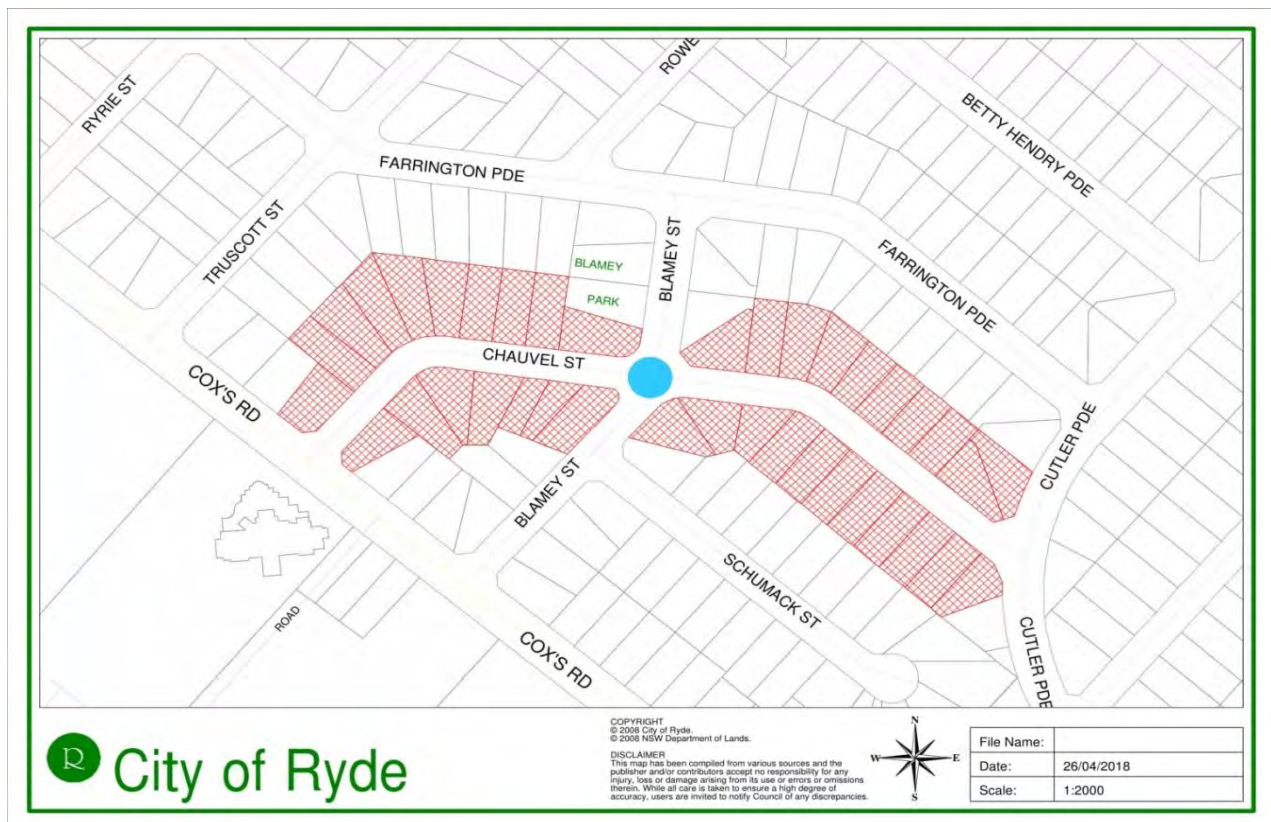 RYRIE ST
ROWE
BETTY HENDRY PDE
FARRINGTON PDE
TRUSCOTT ST
BLAMEY ST
FARRINGTON PDE
BLAMEY
PARK
CHAUVEL ST
COX'S RD
CUTLER PDE
BLAMEY ST
SCHUMACK ST
ROAD
COX'S RD
CUTLER PDE
R City of Ryde
COPYRIGHT
© 2008 City of Ryde.
© 2008 NSW Department of Lands.
DISCLAIMER
This map has been compiled from various sources and the
publisher and/or contributors accept no responsibility for any
injury, loss or damage arising from its use or errors or omissions
therein. While all care is taken to ensure a high degree of
accuracy, users are invited to notify Council of any discrepancies.
N
W E
S
File Name:
Date: 26/04/2018
Scale: 1:2000